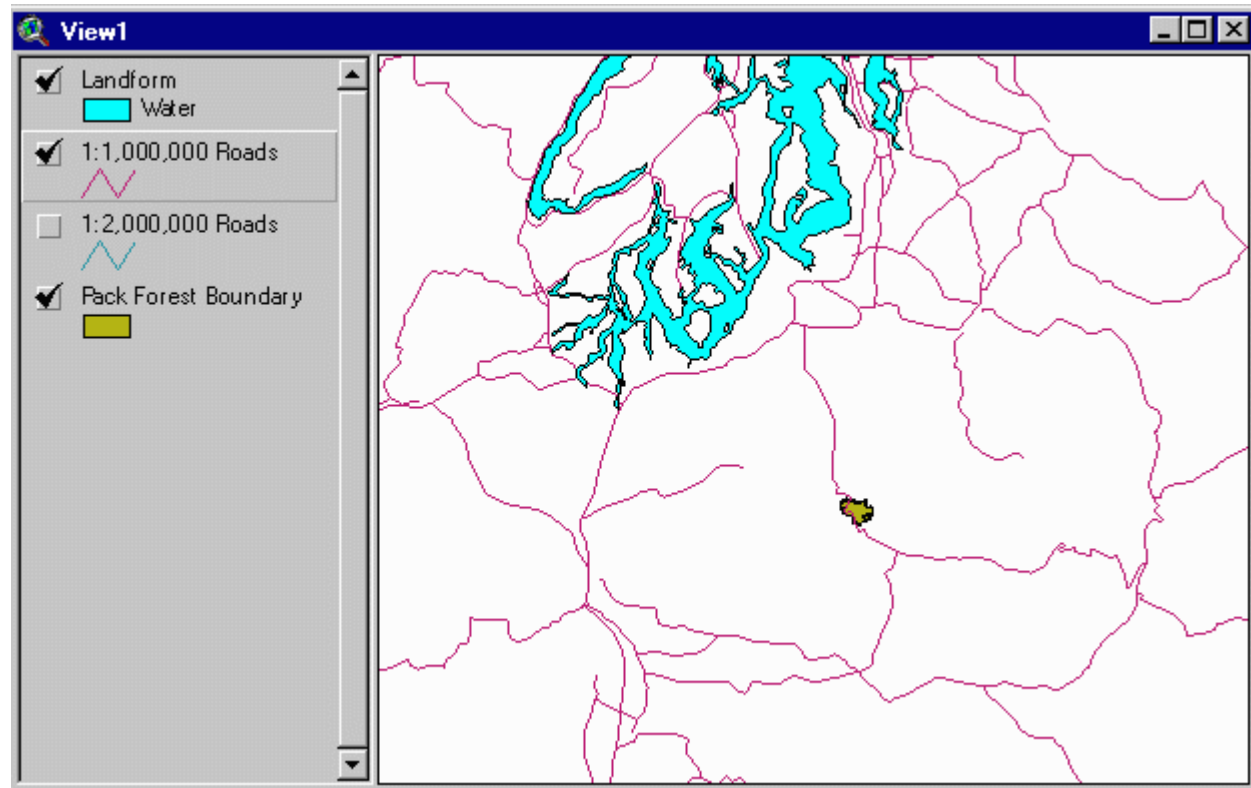 View1
Landform
Water
1:1,000,000 Roads
1:2,000,000 Roads
Pack Forest Boundary